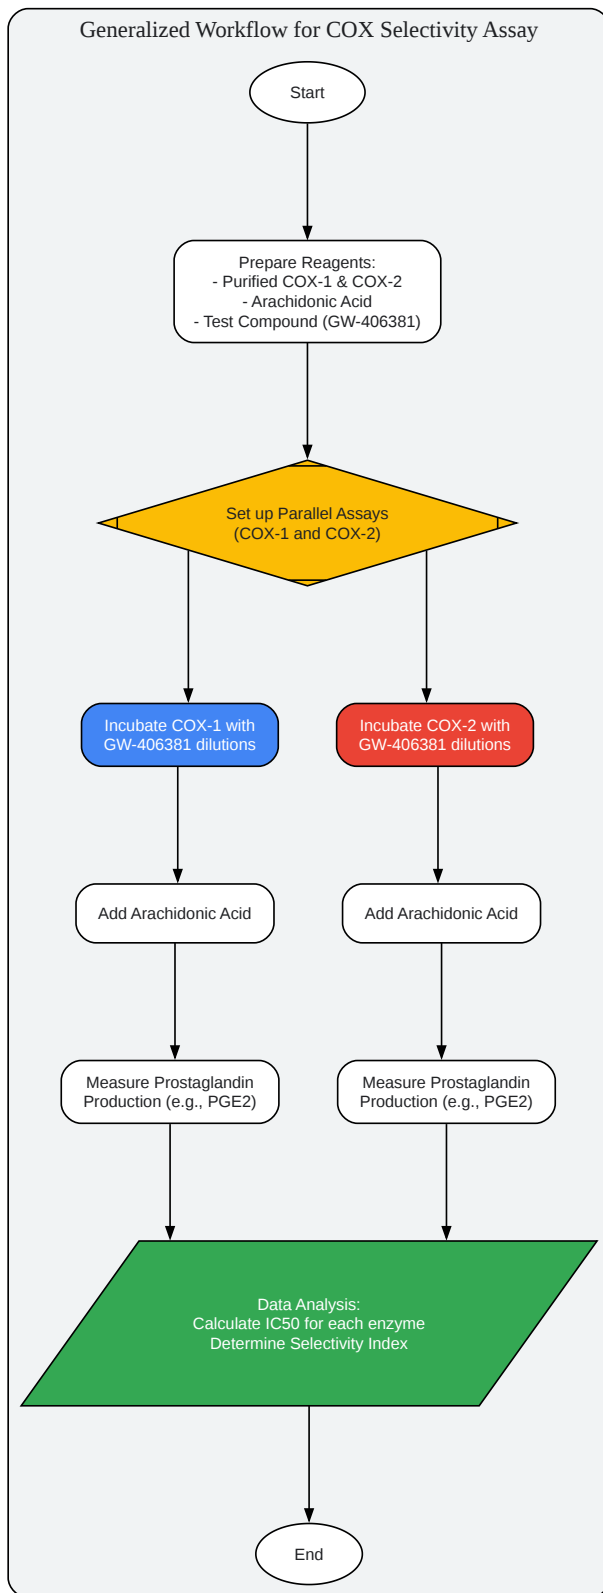 Generalized Workflow for COX Selectivity Assay
Start
Prepare Reagents:
- Purified COX-1 & COX-2
- Arachidonic Acid
- Test Compound (GW-406381)
Set up Parallel Assays
(COX-1 and COX-2)
Incubate COX-1 with
GW-406381 dilutions
Incubate COX-2 with
GW-406381 dilutions
Add Arachidonic Acid
Add Arachidonic Acid
Measure Prostaglandin
Production (e.g., PGE2)
Measure Prostaglandin
Production (e.g., PGE2)
Data Analysis:
Calculate IC50 for each enzyme
Determine Selectivity Index
End